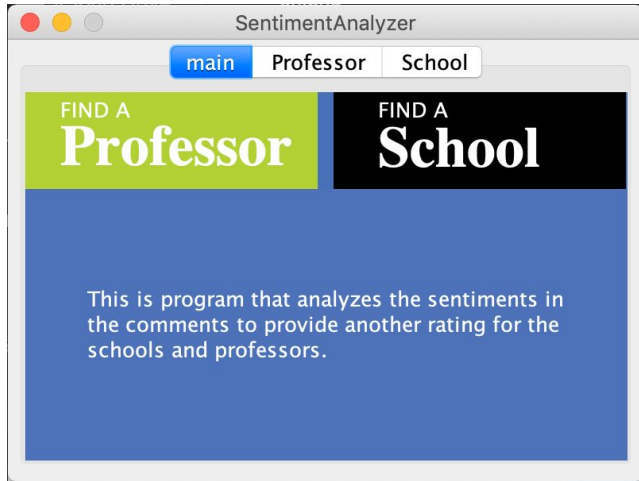 SentimentAnalyzer
main Professor School
FIND A
Professor
FIND A
School
This is program that analyzes the sentiments in
the comments to provide another rating for the
schools and professors.